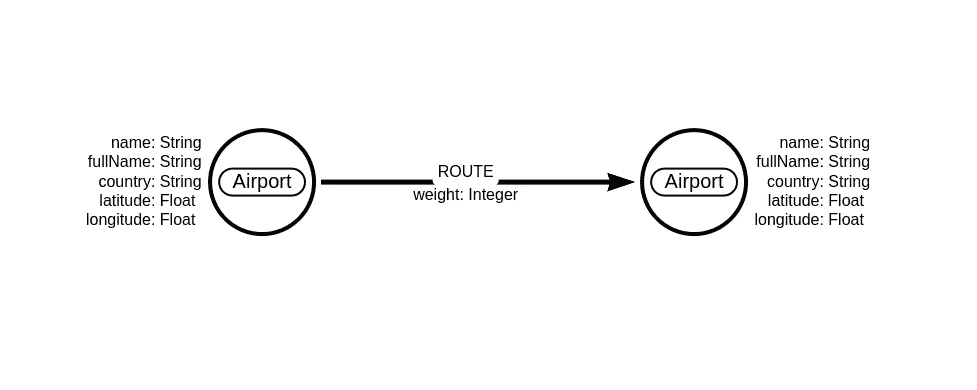 name: String
fullName: String
country: String
latitude: Float
longitude: Float
Airport
ROUTE
weight: Integer
Airport
name: String
fullName: String
country: String
latitude: Float
longitude: Float